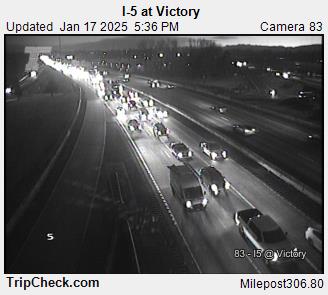 I-5 at Victory
Updated Jan 17 2025 5:36 PM Camera 83
S
83 - I5 @ Victory
TripCheck.com Milepost306.80